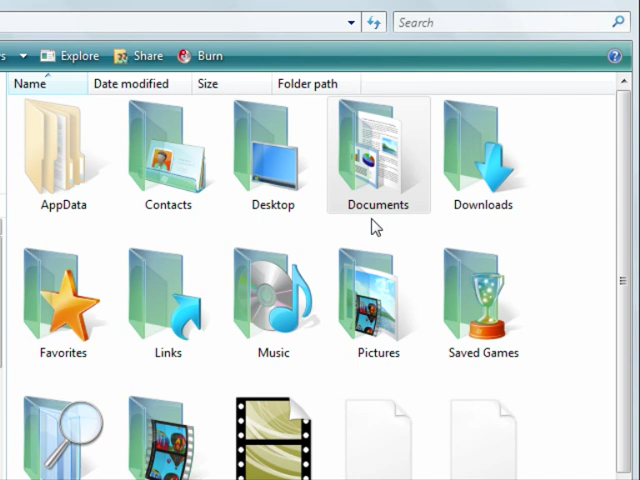 Search
s Explore Share Burn
Name Date modified Size Folder path
AppData Contacts Desktop Documents Downloads
Favorites Links Music Pictures Saved Games